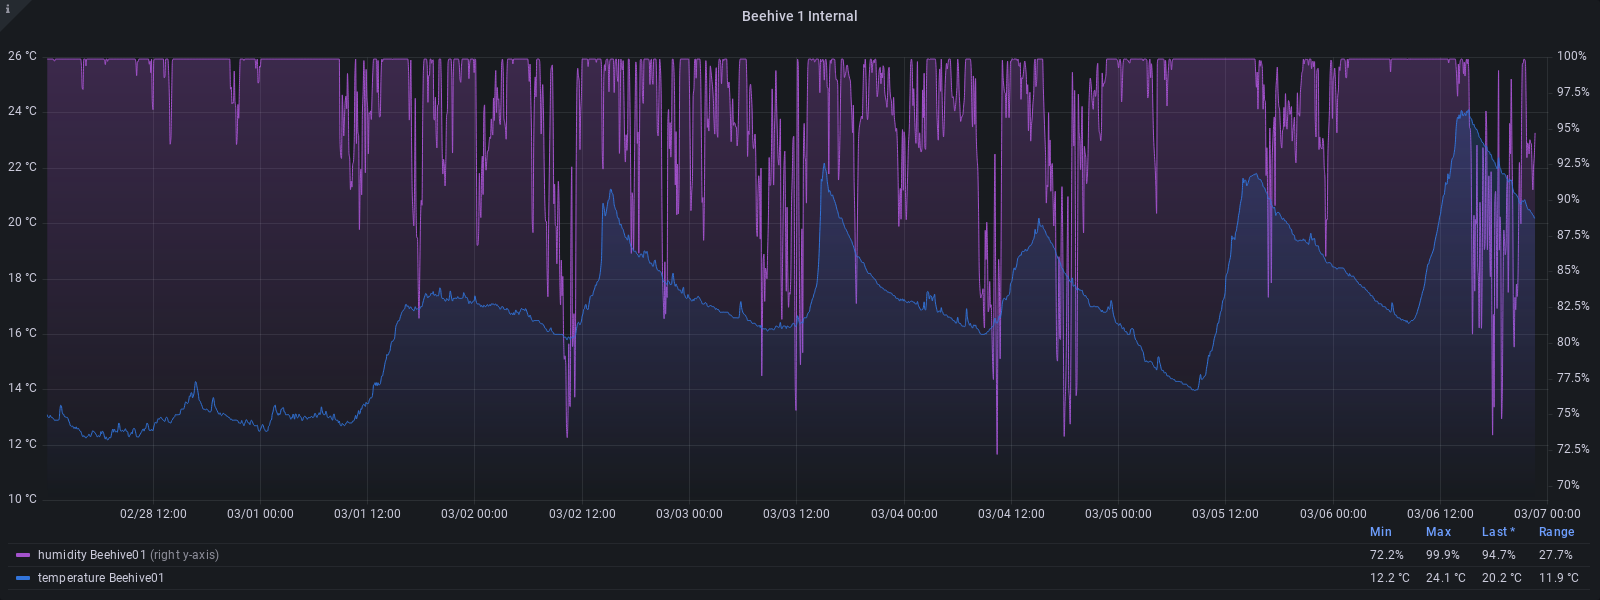 i
Beehive 1 Internal
26 °C
24 °C
22 °C
20 °C
18 °C
16 °C
14 °C
12 °C
10 °C
100%
97.5%
95%
92.5%
90%
87.5%
85%
82.5%
80%
77.5%
75%
72.5%
70%
02/28 12:00 03/01 00:00 03/01 12:00 03/02 00:00 03/02 12:00 03/03 00:00 03/03 12:00 03/04 00:00 03/04 12:00 03/05 00:00 03/05 12:00 03/06 00:00 03/06 12:00 03/07 00:00
Min Max Last * Range
humidity Beehive01 (right y-axis) 72.2% 99.9% 94.7% 27.7%
temperature Beehive01 12.2 °C 24.1 °C 20.2 °C 11.9 °C